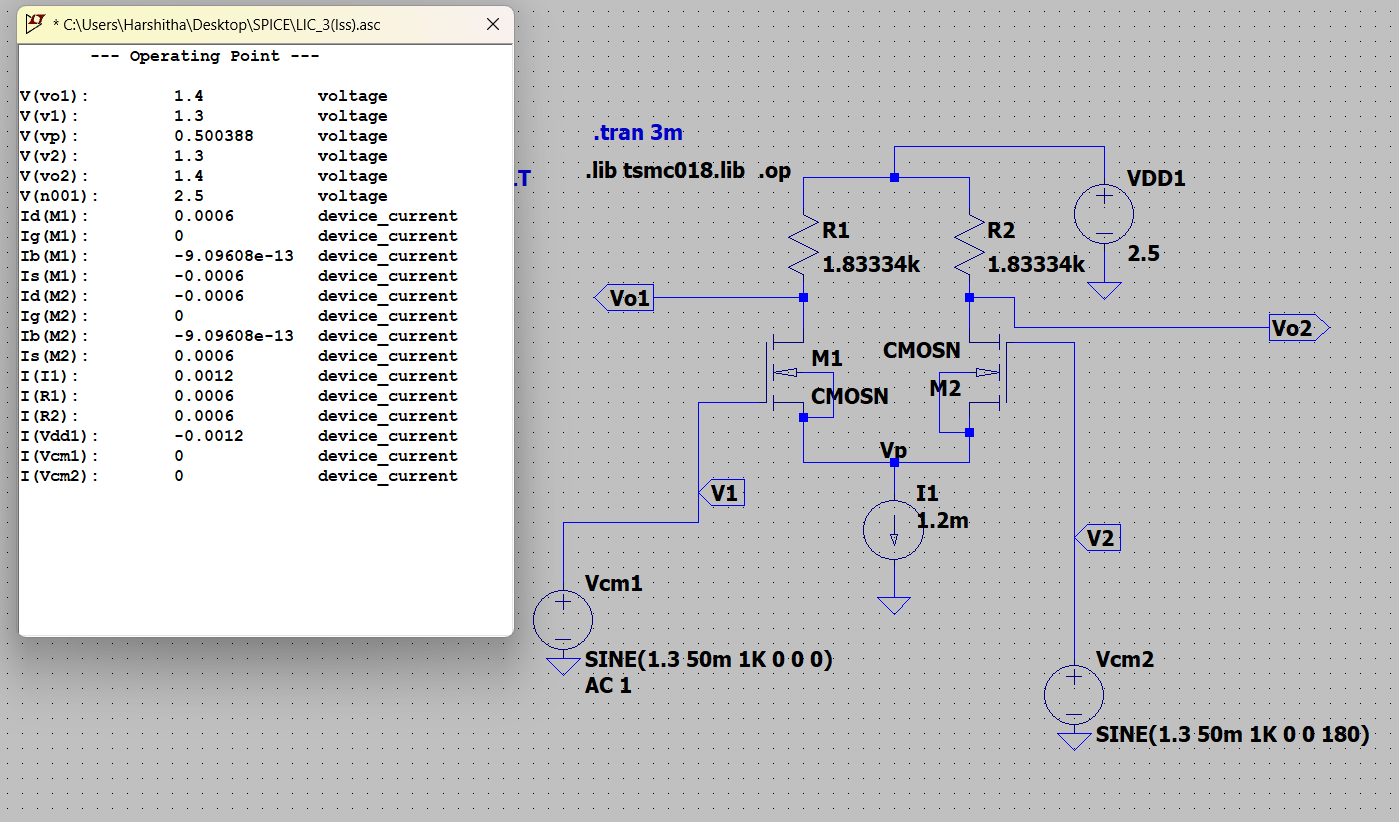 * C:\Users\Harshitha\Desktop\SPICE\LIC_3(Iss).asc
--- Operating Point ---
V(vo1): 1.4 voltage
V(v1): 1.3 voltage
V(vp): 0.500388 voltage
V(v2): 1.3 voltage
V(vo2): 1.4 voltage
V(n001): 2.5 voltage
Id(M1): 0.0006 device_current
Ig(M1): 0 device_current
Ib(M1): -9.09608e-13 device_current
Is(M1): -0.0006 device_current
Id(M2): -0.0006 device_current
Ig(M2): 0 device_current
Ib(M2): -9.09608e-13 device_current
Is(M2): 0.0006 device_current
I(I1): 0.0012 device_current
I(R1): 0.0006 device_current
I(R2): 0.0006 device_current
I(Vdd1): -0.0012 device_current
I(Vcm1): 0 device_current
I(Vcm2): 0 device_current
.tran 3m
.lib tsmc018.lib .op
.T
VDD1
2.5
R1
1.83334k
R2
1.83334k
Vo1
Vo2
M1
CMOSN
CMOSN
M2
Vp
V1
I1
1.2m
V2
Vcm1
SINE(1.3 50m 1K 0 0 0)
AC 1
Vcm2
SINE(1.3 50m 1K 0 0 180)